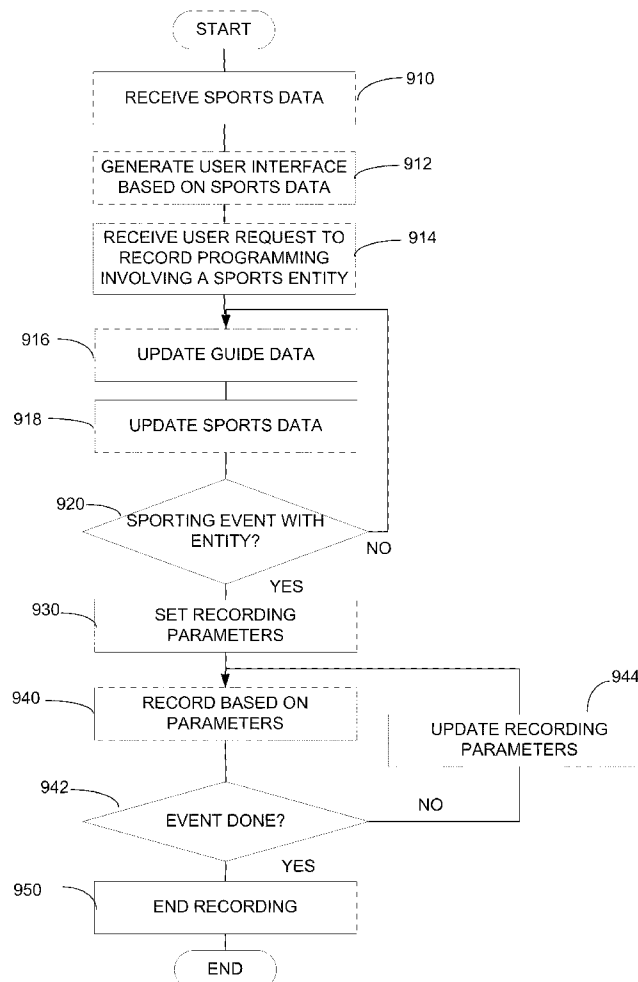 START
RECEIVE SPORTS DATA
910
GENERATE USER INTERFACE
BASED ON SPORTS DATA
912
RECEIVE USER REQUEST TO
RECORD PROGRAMMING
INVOLVING A SPORTS ENTITY
914
916
UPDATE GUIDE DATA
918
UPDATE SPORTS DATA
920
SPORTING EVENT WITH
ENTITY?
NO
YES
930
SET RECORDING
PARAMETERS
940
RECORD BASED ON
PARAMETERS
944
UPDATE RECORDING
PARAMETERS
942
EVENT DONE?
NO
YES
950
END RECORDING
END